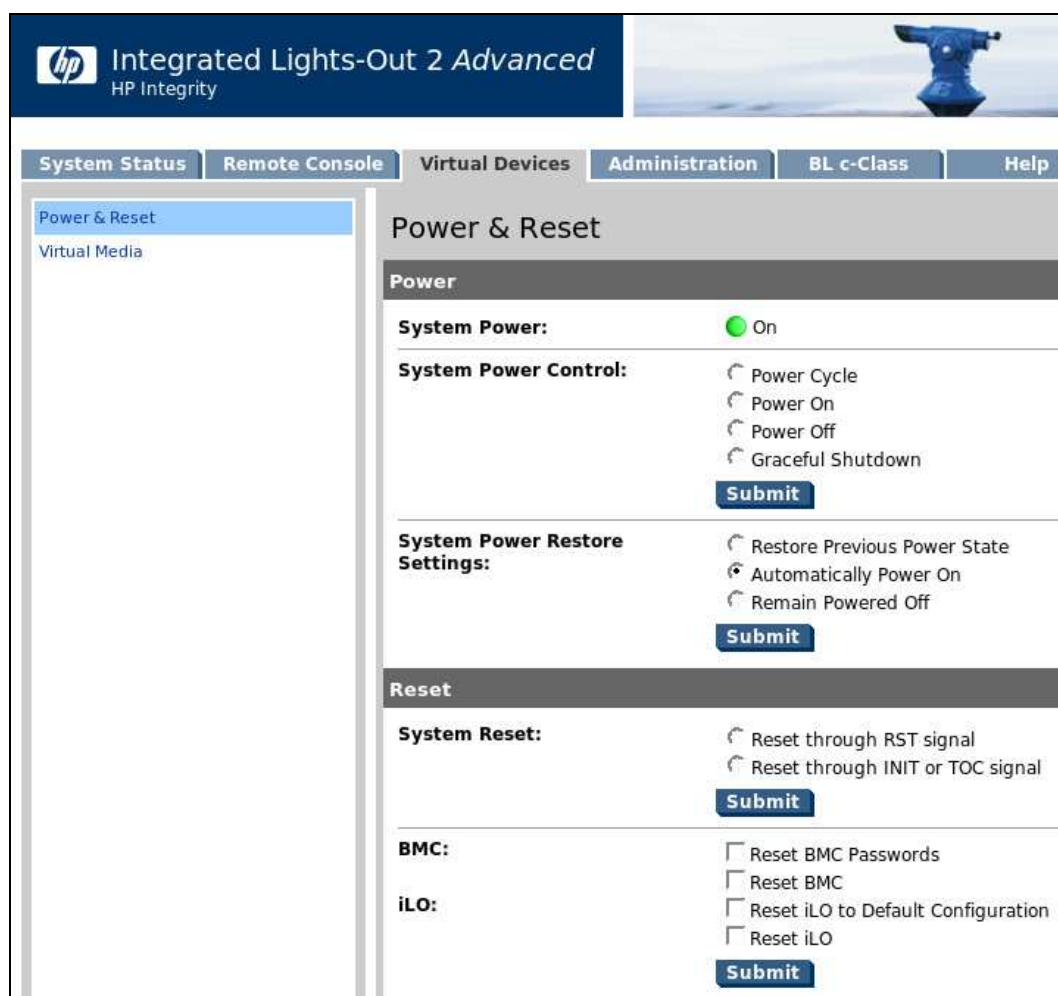 hp
Integrated Lights-Out 2 Advanced
HP Integrity
System Status Remote Console Virtual Devices Administration BL c-Class Help
Power & Reset
Virtual Media
Power & Reset
Power
System Power: On
System Power Control: Power Cycle
Power On
Power Off
Graceful Shutdown
Submit
System Power Restore
Settings:
Restore Previous Power State
Automatically Power On
Remain Powered Off
Submit
Reset
System Reset: Reset through RST signal
Reset through INIT or TOC signal
Submit
BMC: Reset BMC Passwords
Reset BMC
iLO: Reset iLO to Default Configuration
Reset iLO
Submit